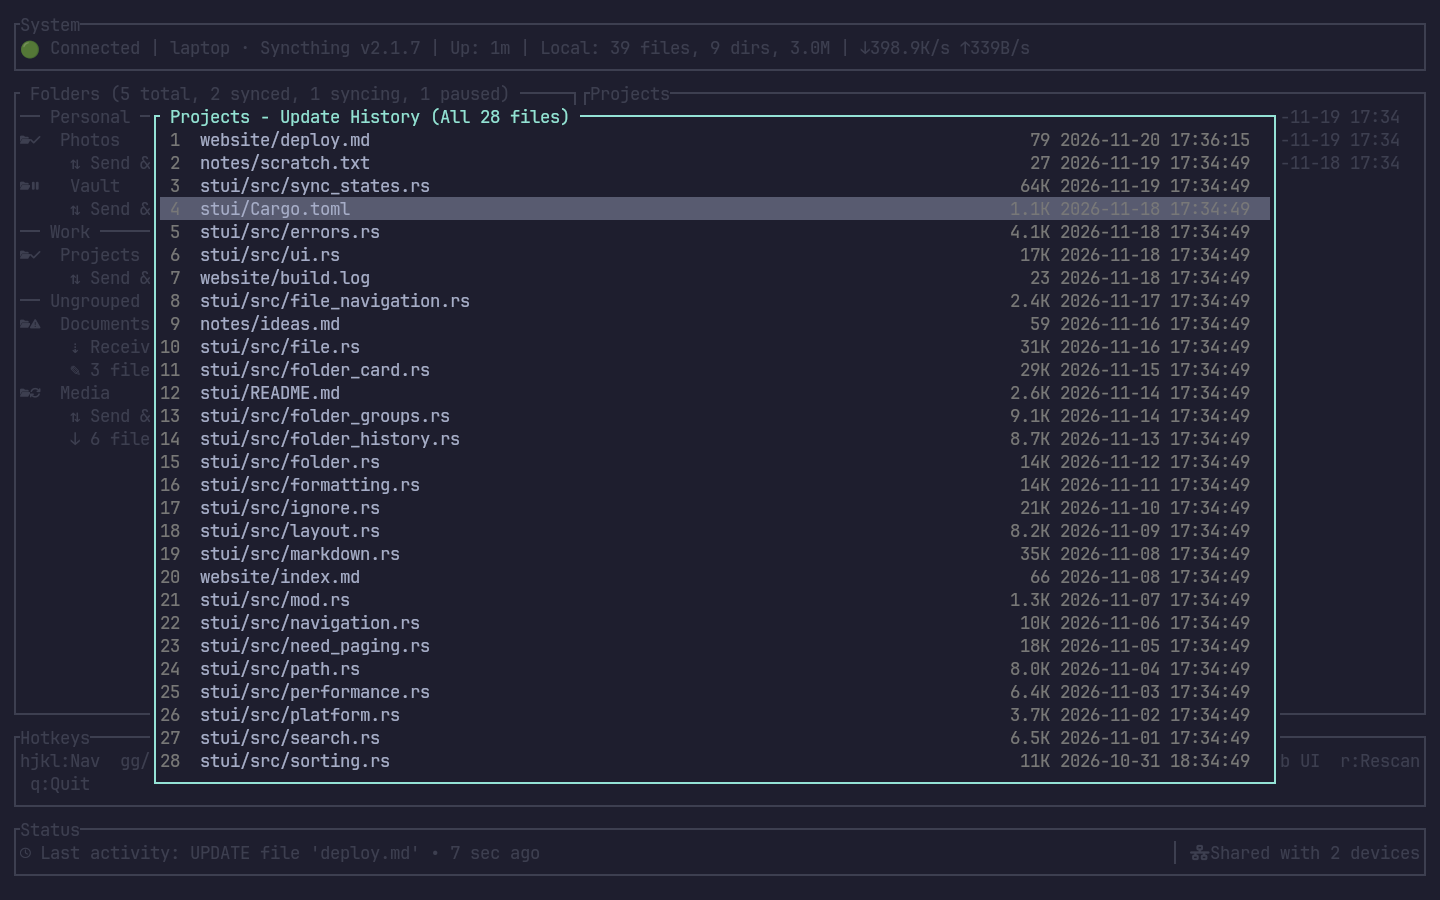 System
Connected | laptop · Syncthing v2.1.7 | Up: 1m | Local: 39 files, 9 dirs, 3.0M | ↓398.9K/s ↑339B/s
Folders (5 total, 2 synced, 1 syncing, 1 paused)
Projects
Personal
Photos
⇅ Send &
Vault
⇅ Send &
Work
Projects
⇅ Send &
Ungrouped
Documents
⇣ Receiv
✎ 3 file
Media
⇅ Send &
↓ 6 file
-11-19 17:34
-11-19 17:34
-11-18 17:34
Projects - Update History (All 28 files)
1 website/deploy.md 79 2026-11-20 17:36:15
2 notes/scratch.txt 27 2026-11-19 17:34:49
3 stui/src/sync_states.rs 64K 2026-11-19 17:34:49
4 stui/Cargo.toml 1.1K 2026-11-18 17:34:49
5 stui/src/errors.rs 4.1K 2026-11-18 17:34:49
6 stui/src/ui.rs 17K 2026-11-18 17:34:49
7 website/build.log 23 2026-11-18 17:34:49
8 stui/src/file_navigation.rs 2.4K 2026-11-17 17:34:49
9 notes/ideas.md 59 2026-11-16 17:34:49
10 stui/src/file.rs 31K 2026-11-16 17:34:49
11 stui/src/folder_card.rs 29K 2026-11-15 17:34:49
12 stui/README.md 2.6K 2026-11-14 17:34:49
13 stui/src/folder_groups.rs 9.1K 2026-11-14 17:34:49
14 stui/src/folder_history.rs 8.7K 2026-11-13 17:34:49
15 stui/src/folder.rs 14K 2026-11-12 17:34:49
16 stui/src/formatting.rs 14K 2026-11-11 17:34:49
17 stui/src/ignore.rs 21K 2026-11-10 17:34:49
18 stui/src/layout.rs 8.2K 2026-11-09 17:34:49
19 stui/src/markdown.rs 35K 2026-11-08 17:34:49
20 website/index.md 66 2026-11-08 17:34:49
21 stui/src/mod.rs 1.3K 2026-11-07 17:34:49
22 stui/src/navigation.rs 10K 2026-11-06 17:34:49
23 stui/src/need_paging.rs 18K 2026-11-05 17:34:49
24 stui/src/path.rs 8.0K 2026-11-04 17:34:49
25 stui/src/performance.rs 6.4K 2026-11-03 17:34:49
26 stui/src/platform.rs 3.7K 2026-11-02 17:34:49
27 stui/src/search.rs 6.5K 2026-11-01 17:34:49
28 stui/src/sorting.rs 11K 2026-10-31 18:34:49
Hotkeys
hjkl:Nav gg/ b UI r:Rescan
q:Quit
Status
Last activity: UPDATE file 'deploy.md' • 7 sec ago | Shared with 2 devices